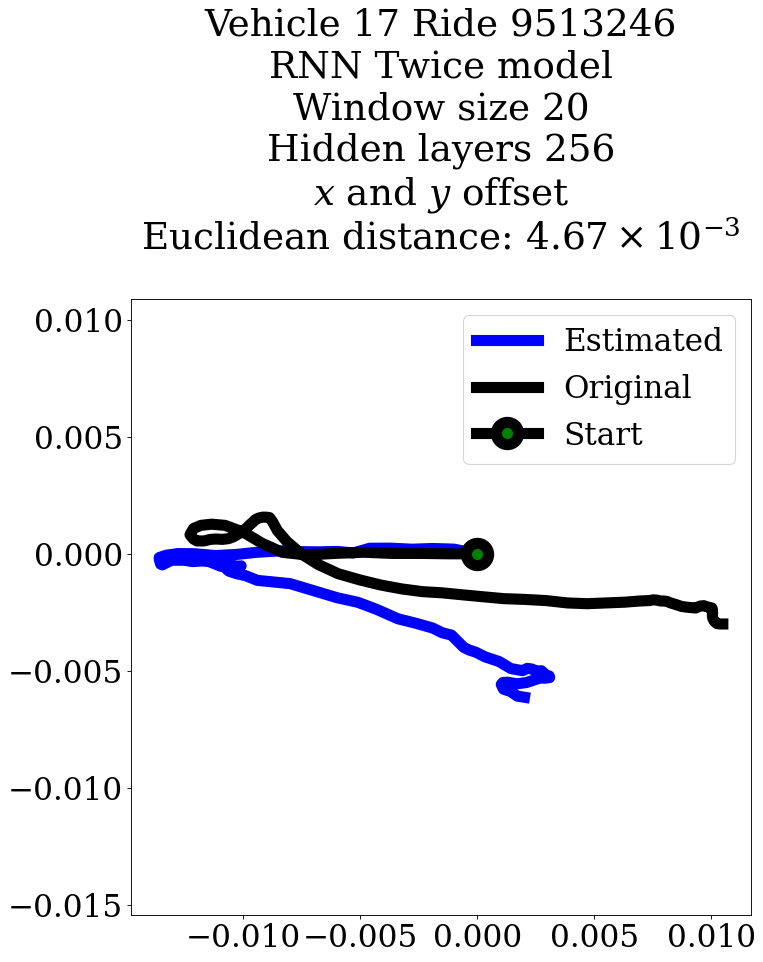 Vehicle 17 Ride 9513246
RNN Twice model
Window size 20
Hidden layers 256
x and y offset
Euclidean distance: 4.67 × 10⁻³
Estimated
Original
Start
0.010
0.005
0.000
−0.005
−0.010
−0.015
−0.010 −0.005 0.000 0.005 0.010